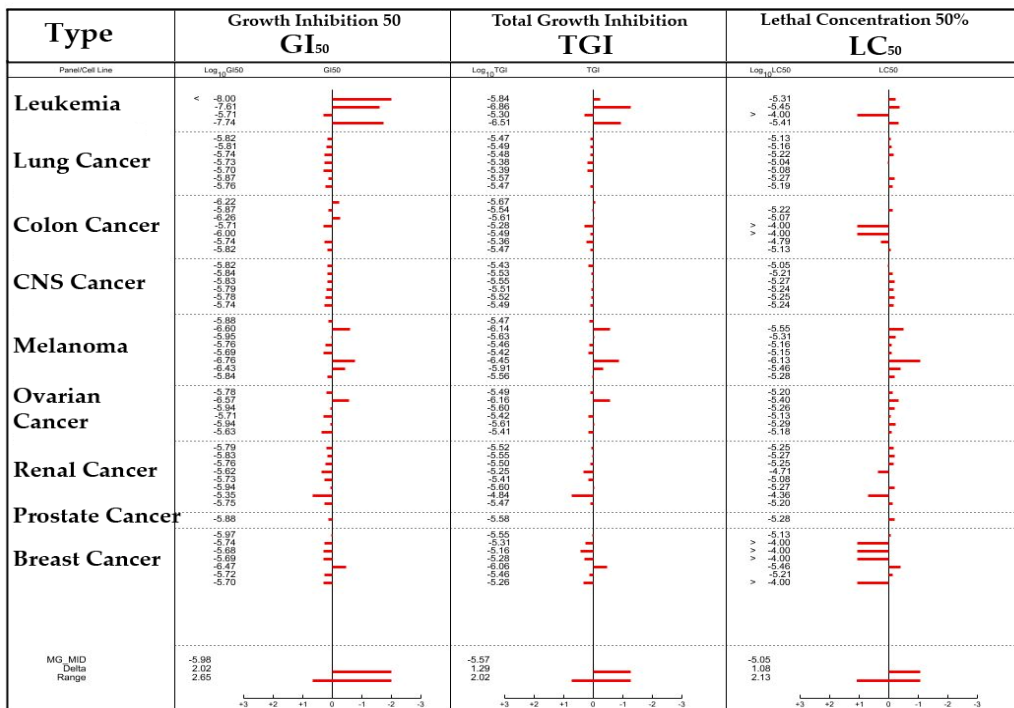 Type
Growth Inhibition 50
GI50
Total Growth Inhibition
TGI
Lethal Concentration 50%
LC50
Panel/Cell Line Log10GI50 GI50 Log10TGI TGI Log10LC50 LC50
Leukemia
< -8.00 -5.84 -5.31
-7.61 -6.86 -5.45
-5.71 -5.30 > -4.00
-7.74 -6.51 -5.41
Lung Cancer
-5.82 -5.47 -5.13
-5.81 -5.49 -5.16
-5.74 -5.48 -5.22
-5.73 -5.38 -5.04
-5.70 -5.39 -5.08
-5.87 -5.57 -5.27
-5.76 -5.47 -5.19
Colon Cancer
-6.22 -5.67
-5.87 -5.54 -5.22
-6.26 -5.61 -5.07
-5.71 -5.28 > -4.00
-6.00 -5.49 > -4.00
-5.74 -5.36 -4.79
-5.82 -5.47 -5.13
CNS Cancer
-5.82 -5.43 -5.05
-5.84 -5.53 -5.21
-5.83 -5.55 -5.27
-5.79 -5.51 -5.24
-5.78 -5.52 -5.25
-5.74 -5.49 -5.24
Melanoma
-5.88 -5.47
-6.60 -6.14 -5.55
-5.95 -5.63 -5.31
-5.76 -5.46 -5.16
-5.69 -5.42 -5.15
-6.76 -6.45 -6.13
-6.43 -5.91 -5.46
-5.84 -5.56 -5.28
Ovarian
Cancer
-5.78 -5.49 -5.20
-6.57 -6.16 -5.40
-5.94 -5.60 -5.26
-5.71 -5.42 -5.13
-5.94 -5.61 -5.29
-5.63 -5.41 -5.18
Renal Cancer
-5.79 -5.52 -5.25
-5.83 -5.55 -5.27
-5.76 -5.50 -5.25
-5.62 -5.25 -4.71
-5.73 -5.41 -5.08
-5.94 -5.60 -5.27
-5.35 -4.84 -4.36
-5.75 -5.47 -5.20
Prostate Cancer
-5.88 -5.58 -5.28
Breast Cancer
-5.97 -5.55 -5.13
-5.74 -5.31 > -4.00
-5.68 -5.16 > -4.00
-5.69 -5.28 > -4.00
-6.47 -6.06 -5.46
-5.72 -5.46 -5.21
-5.70 -5.26 > -4.00
MG_MID -5.98 -5.57 -5.05
Delta 2.02 1.29 1.08
Range 2.65 2.02 2.13
+3 +2 +1 0 -1 -2 -3 +3 +2 +1 0 -1 -2 -3 +3 +2 +1 0 -1 -2 -3